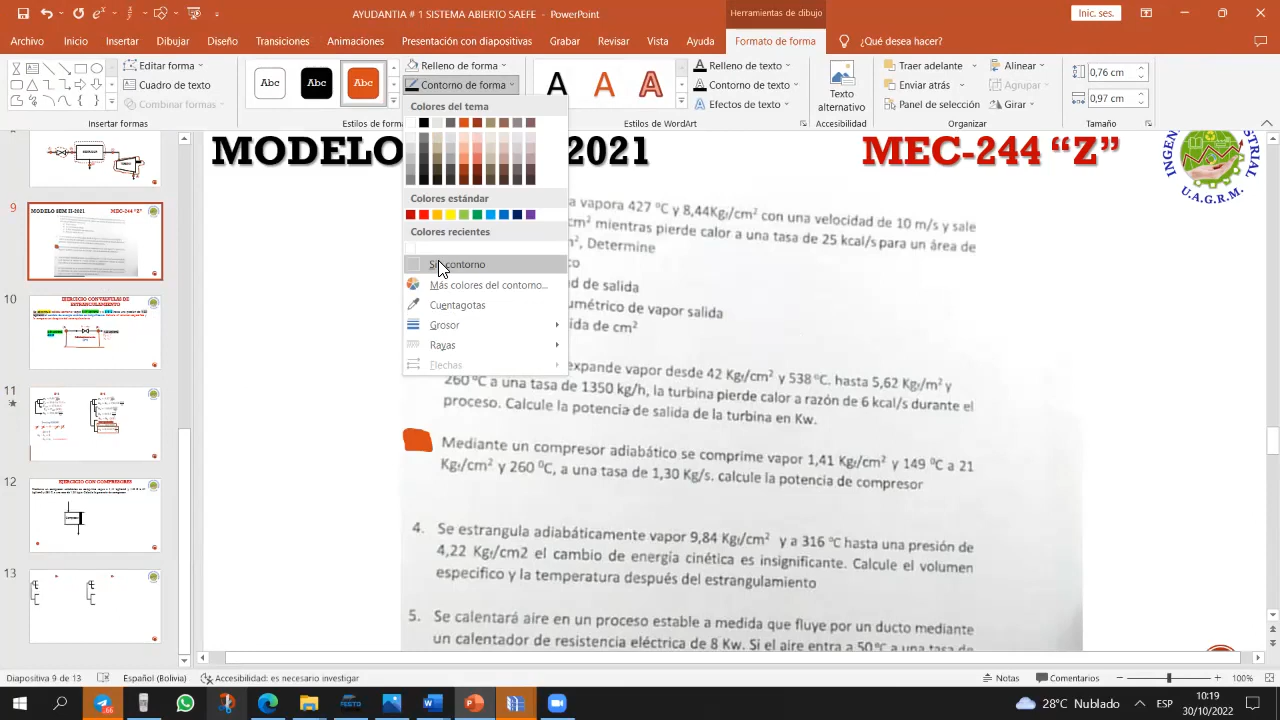 AYUDANTIA # 1 SISTEMA ABIERTO SAEFE - PowerPoint
Herramientas de dibujo
Inic. ses.
Archivo Inicio Insertar Dibujar Diseño Transiciones Animaciones Presentación con diapositivas Grabar Revisar Vista Ayuda Formato de forma ¿Qué desea hacer?
Editar forma
Cuadro de texto
Combinar formas
Insertar formas
Abc Abc Abc
Estilos de forma
Relleno de forma
Contorno de forma
Colores del tema
Colores estándar
Colores recientes
Sin contorno
Más colores del contorno...
Cuentagotas
Grosor
Rayas
Flechas
A A A
Relleno de texto
Contorno de texto
Efectos de texto
Estilos de WordArt
Texto alternativo
Accesibilidad
Traer adelante
Enviar atrás
Panel de selección
Alinear
Agrupar
Girar
Organizar
0,76 cm
0,97 cm
Tamaño
9
MODELO SEM II-2021 MEC-244 "Z"
10
EJERCICIO CON VALVULAS DE ESTRANGULAMIENTO
11
12
EJERCICIO CON COMPRESORES
13
MODELO 2021
MEC-244 “Z”
U.A.G.R.M.
a vapora 427 °C y 8,44Kgf/cm² con una velocidad de 10 m/s y sale
cm² mientras pierde calor a una tasa de 25 kcal/s para un área de
², Determine
co
d de salida
umétrico de vapor salida
ida de cm²
expande vapor desde 42 Kgf/cm² y 538 °C. hasta 5,62 Kgf/m² y
260 °C a una tasa de 1350 kg/h, la turbina pierde calor a razón de 6 kcal/s durante el
proceso. Calcule la potencia de salida de la turbina en Kw.
Mediante un compresor adiabático se comprime vapor 1,41 Kgf/cm² y 149 °C a 21
Kgf/cm² y 260 °C, a una tasa de 1,30 Kg/s. calcule la potencia de compresor
4. Se estrangula adiabáticamente vapor 9,84 Kgf/cm² y a 316 °C hasta una presión de
4,22 Kgf/cm2 el cambio de energía cinética es insignificante. Calcule el volumen
especifico y la temperatura después del estrangulamiento
5. Se calentará aire en un proceso estable a medida que fluye por un ducto mediante
un calentador de resistencia eléctrica de 8 Kw. Si el aire entra a 50 °C a una tasa de
Diapositiva 9 de 13 Español (Bolivia) Accesibilidad: es necesario investigar Notas Comentarios 100%
FESTO
28°C Nublado
ESP
10:19
30/10/2022